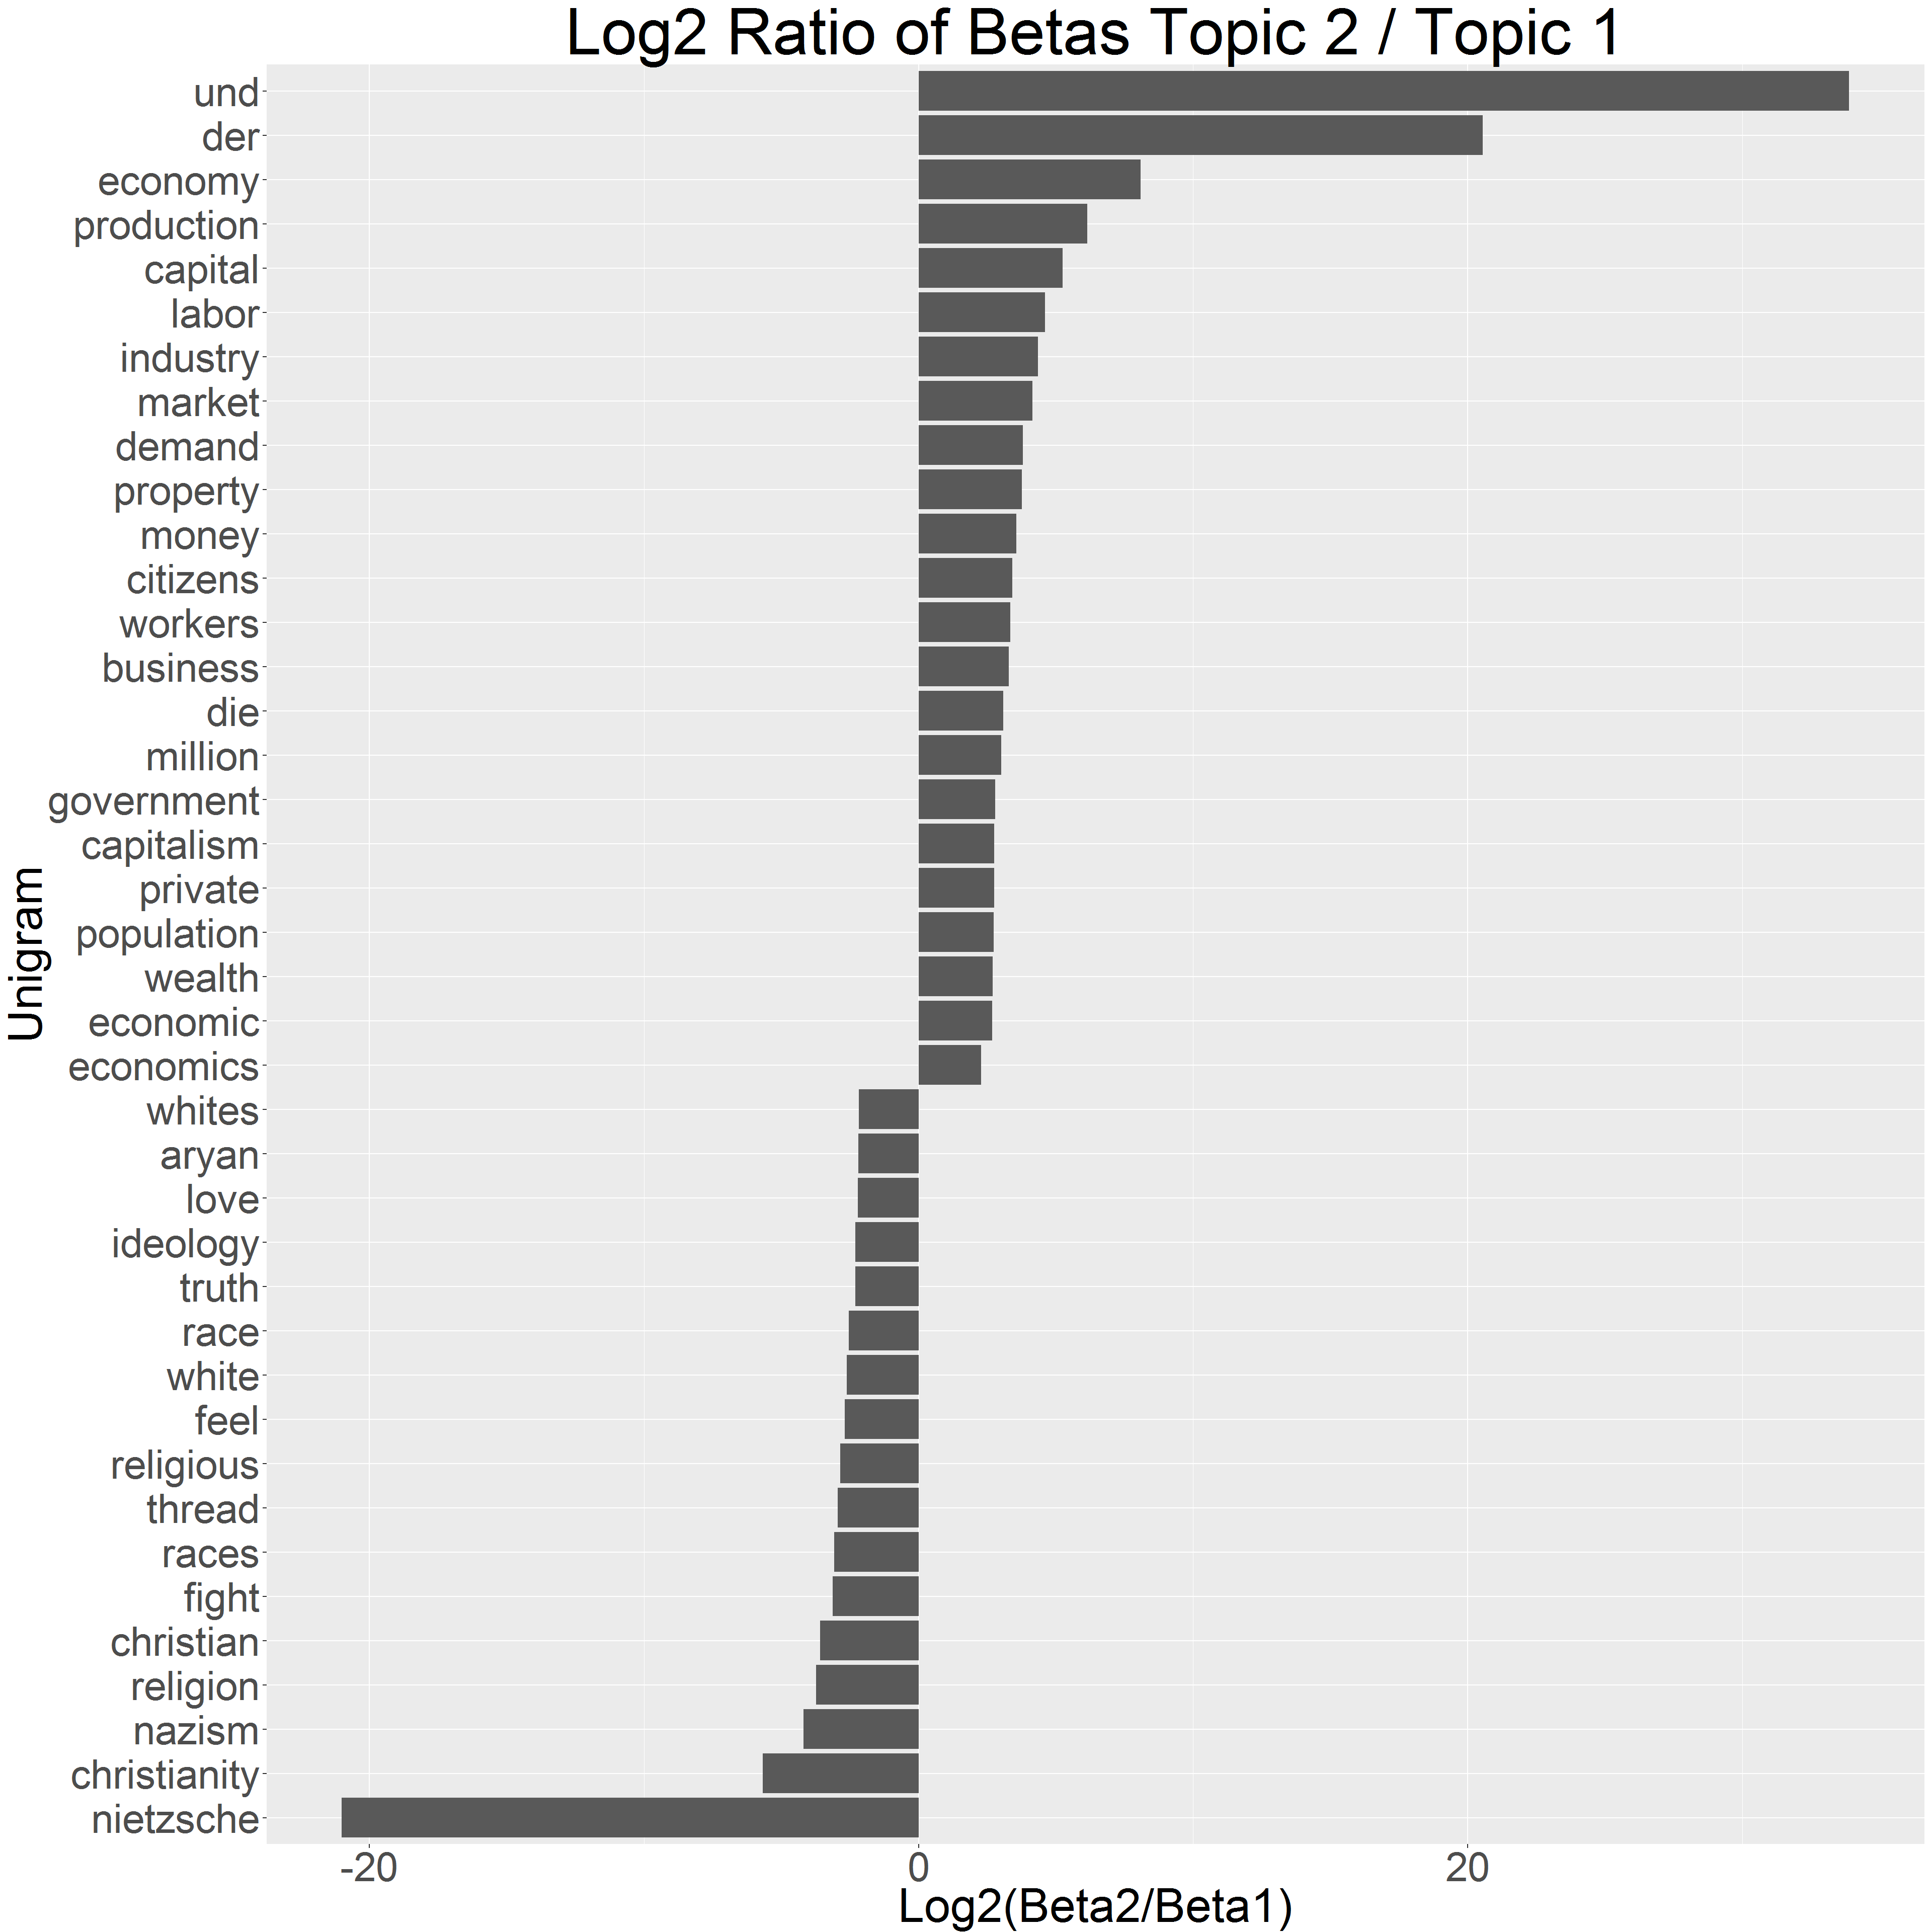 Log2 Ratio of Betas Topic 2 / Topic 1
Unigram
und
der
economy
production
capital
labor
industry
market
demand
property
money
citizens
workers
business
die
million
government
capitalism
private
population
wealth
economic
economics
whites
aryan
love
ideology
truth
race
white
feel
religious
thread
races
fight
christian
religion
nazism
christianity
nietzsche
-20 0 20
Log2(Beta2/Beta1)